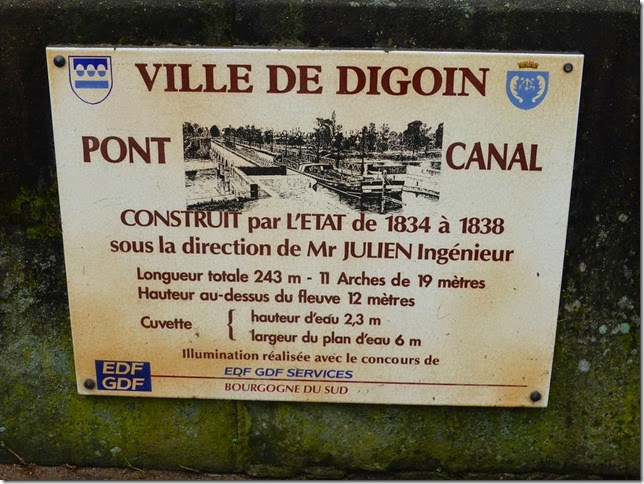 VILLE DE DIGOIN
PONT CANAL
CONSTRUIT par L'ETAT de 1834 à 1838
sous la direction de Mr JULIEN Ingénieur
Longueur totale 243 m - 11 Arches de 19 mètres
Hauteur au-dessus du fleuve 12 mètres
Cuvette { hauteur d'eau 2,3 m
largeur du plan d'eau 6 m
Illumination réalisée avec le concours de
EDF GDF SERVICES
BOURGOGNE DU SUD
EDF
GDF